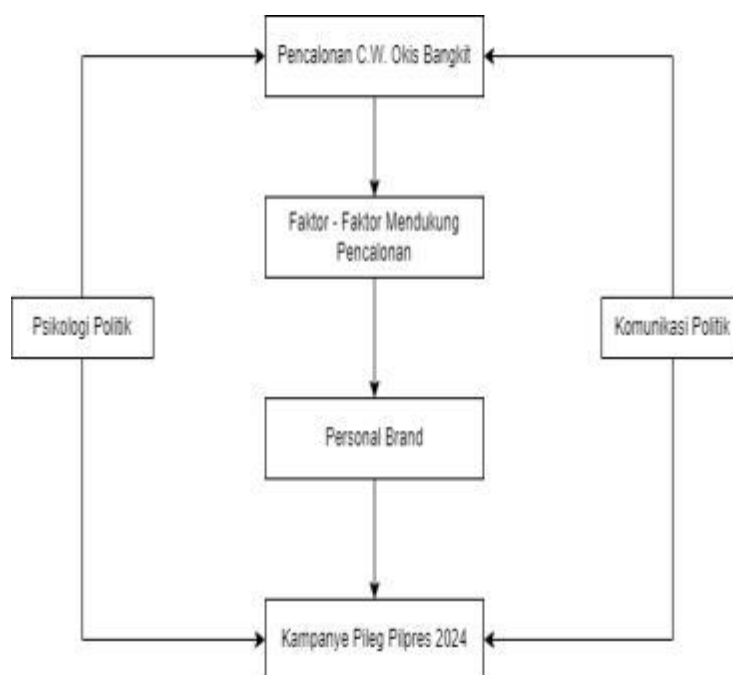 Pencalonan C.W. Okis Bangkit
Faktor - Faktor Mendukung
Pencalonan
Psikologi Politik
Komunikasi Politik
Personal Brand
Kampanye Pileg Pilpres 2024